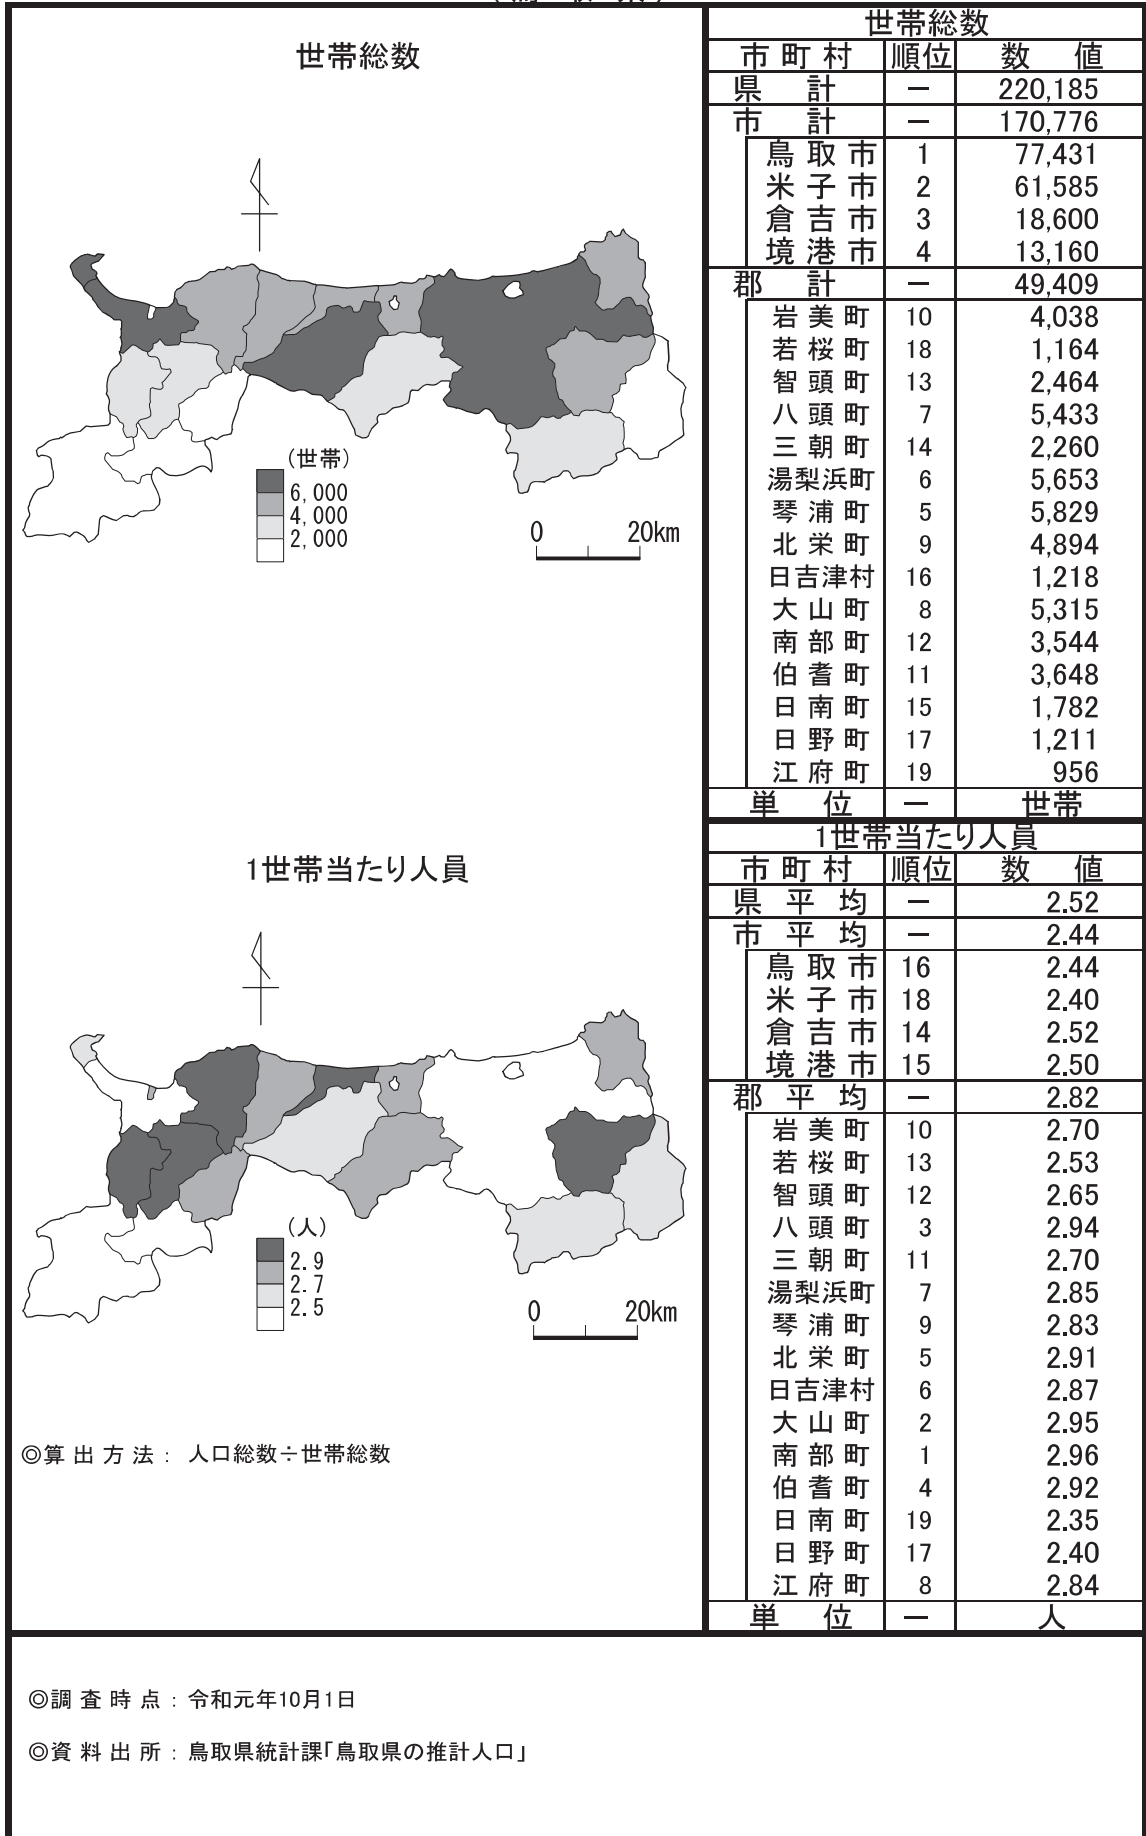 世帯総数
(世帯)
6,000
4,000
2,000
0 20km
世帯総数
市町村 順位 数値
県計 － 220,185
市計 － 170,776
鳥取市 1 77,431
米子市 2 61,585
倉吉市 3 18,600
境港市 4 13,160
郡計 － 49,409
岩美町 10 4,038
若桜町 18 1,164
智頭町 13 2,464
八頭町 7 5,433
三朝町 14 2,260
湯梨浜町 6 5,653
琴浦町 5 5,829
北栄町 9 4,894
日吉津村 16 1,218
大山町 8 5,315
南部町 12 3,544
伯耆町 11 3,648
日南町 15 1,782
日野町 17 1,211
江府町 19 956
単位 － 世帯
1世帯当たり人員
(人)
2.9
2.7
2.5
0 20km
◎算出方法： 人口総数÷世帯総数
1世帯当たり人員
市町村 順位 数値
県平均 － 2.52
市平均 － 2.44
鳥取市 16 2.44
米子市 18 2.40
倉吉市 14 2.52
境港市 15 2.50
郡平均 － 2.82
岩美町 10 2.70
若桜町 13 2.53
智頭町 12 2.65
八頭町 3 2.94
三朝町 11 2.70
湯梨浜町 7 2.85
琴浦町 9 2.83
北栄町 5 2.91
日吉津村 6 2.87
大山町 2 2.95
南部町 1 2.96
伯耆町 4 2.92
日南町 19 2.35
日野町 17 2.40
江府町 8 2.84
単位 － 人
◎調査時点：令和元年10月1日
◎資料出所：鳥取県統計課｢鳥取県の推計人口｣